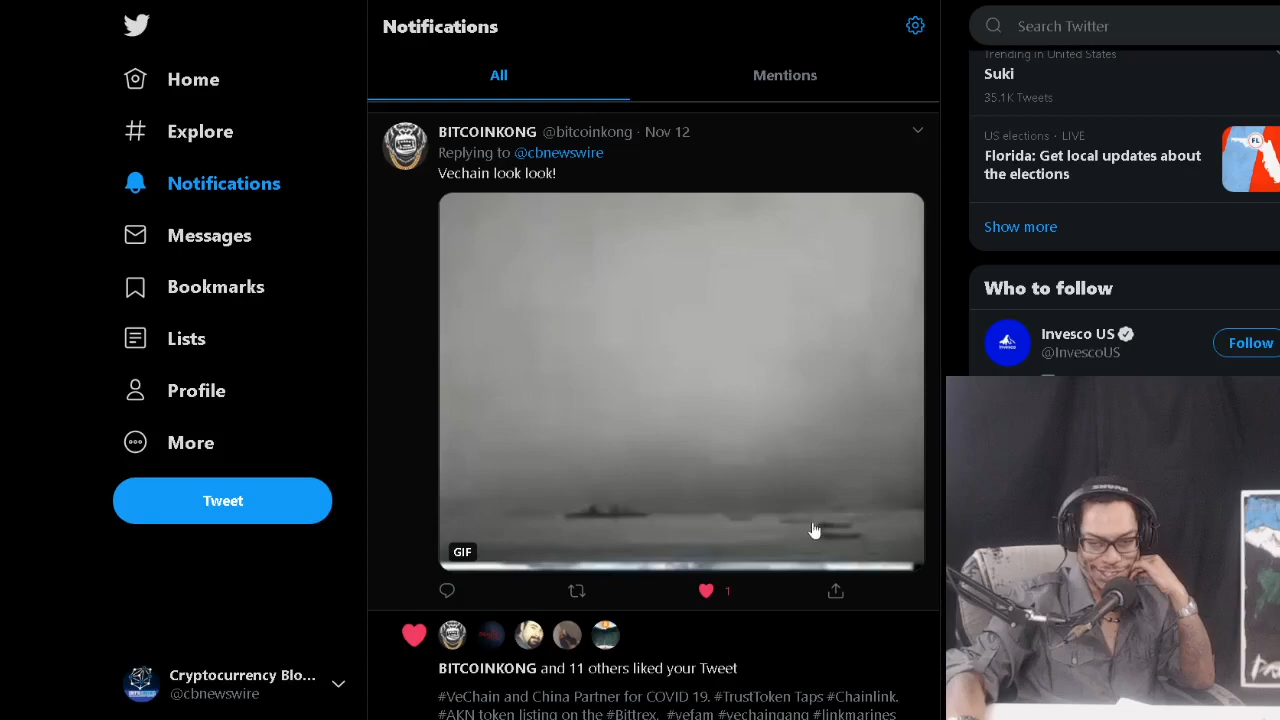 Notifications
Search Twitter
All
Mentions
Home
Explore
Notifications
Messages
Bookmarks
Lists
Profile
More
Tweet
Cryptocurrency Blo...
@cbnewswire
BITCOINKONG @bitcoinkong · Nov 12
Replying to @cbnewswire
Vechain look look!
GIF
1
BITCOINKONG and 11 others liked your Tweet
#VeChain and China Partner for COVID 19. #TrustToken Taps #Chainlink.
#AKN token listing on the #Bittrex. #vefam #vechaingang #linkmarines
Trending in United States
Suki
35.1K Tweets
US elections · LIVE
Florida: Get local updates about
the elections
FL
Show more
Who to follow
Invesco US
@InvescoUS
Follow
Invesco
SHURE